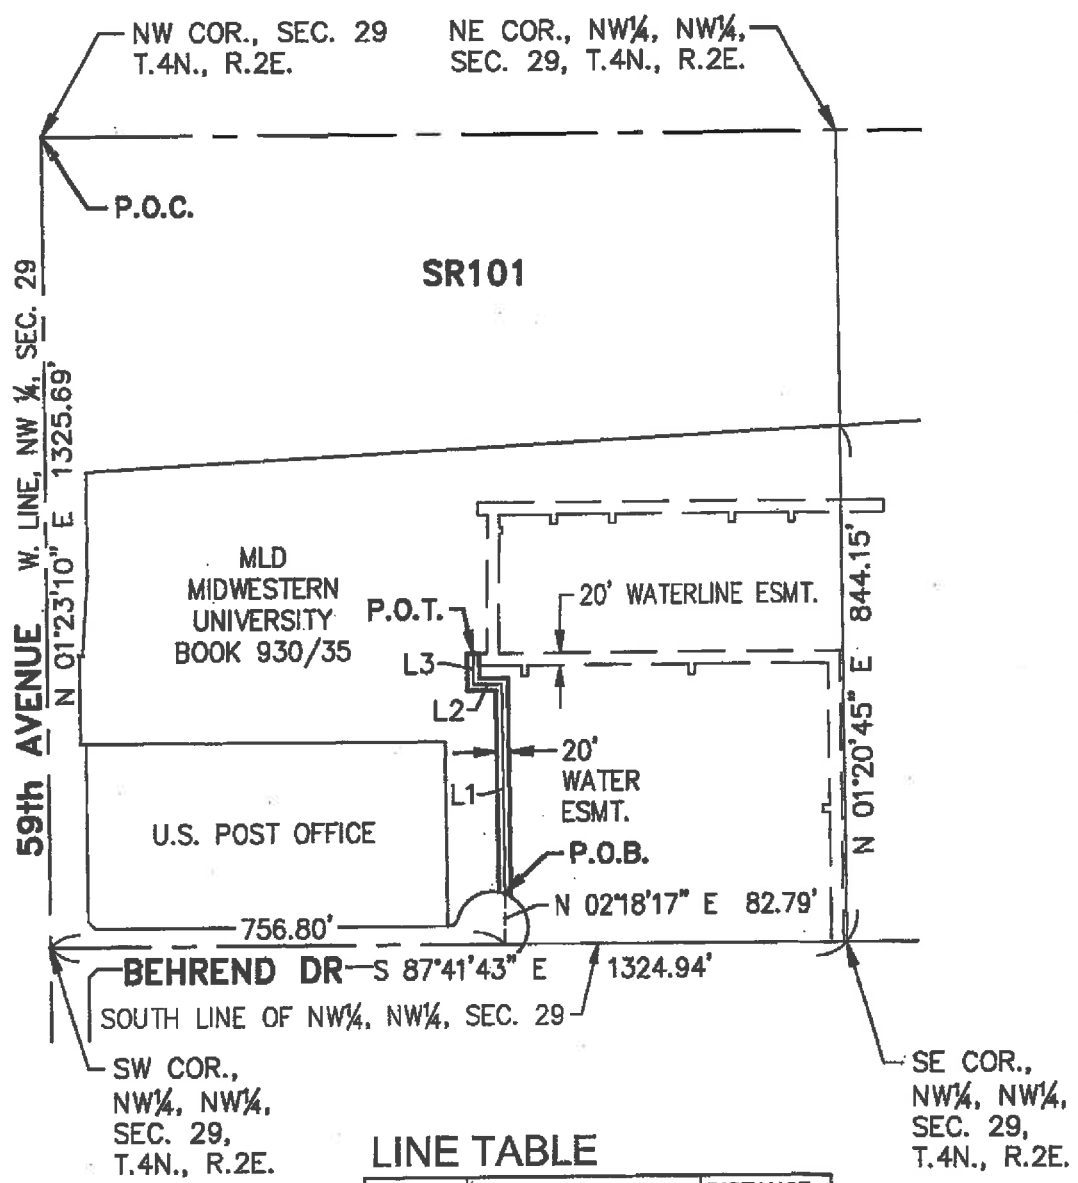 NW COR., SEC. 29
T.4N., R.2E.
NE COR., NW¼, NW¼,
SEC. 29, T.4N., R.2E.
P.O.C.
SR101
59th AVENUE
W. LINE, NW ¼, SEC. 29
N 01°23'10" E 1325.69'
MLD
MIDWESTERN
UNIVERSITY
BOOK 930/35
P.O.T.
20' WATERLINE ESMT.
L3
L2
L1
20'
WATER
ESMT.
N 01°20'45" E 844.15'
U.S. POST OFFICE
P.O.B.
N 02°18'17" E 82.79'
756.80'
BEHREND DR
S 87°41'43" E 1324.94'
SOUTH LINE OF NW¼, NW¼, SEC. 29
SW COR.,
NW¼, NW¼,
SEC. 29,
T.4N., R.2E.
SE COR.,
NW¼, NW¼,
SEC. 29,
T.4N., R.2E.
LINE TABLE